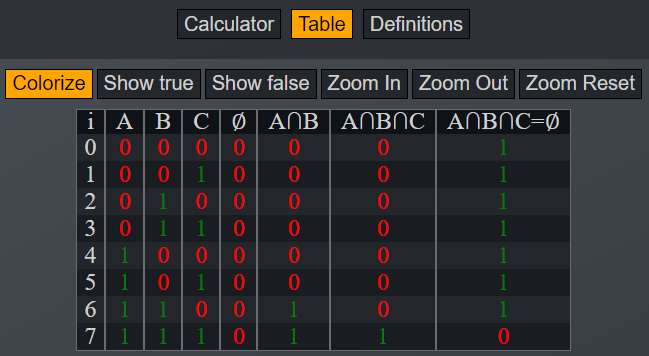 Calculator Table Definitions
Colorize Show true Show false Zoom In Zoom Out Zoom Reset
i A B C ∅ A⋂B A⋂B⋂C A⋂B⋂C=∅
0 0 0 0 0 0 0 1
1 0 0 1 0 0 0 1
2 0 1 0 0 0 0 1
3 0 1 1 0 0 0 1
4 1 0 0 0 0 0 1
5 1 0 1 0 0 0 1
6 1 1 0 0 1 0 1
7 1 1 1 0 1 1 0